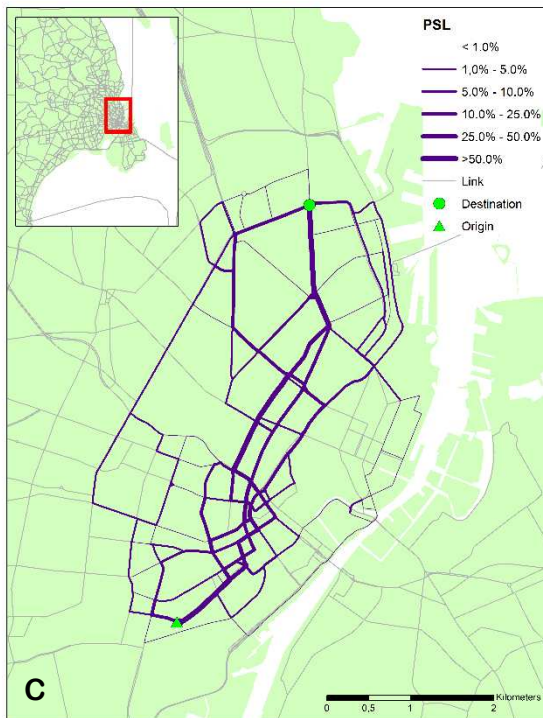 PSL
< 1.0%
1,0% - 5.0%
5.0% - 10.0%
10.0% - 25.0%
25.0% - 50.0%
>50.0%
Link
Destination
Origin
C
Kilometers
0 0,5 1 2